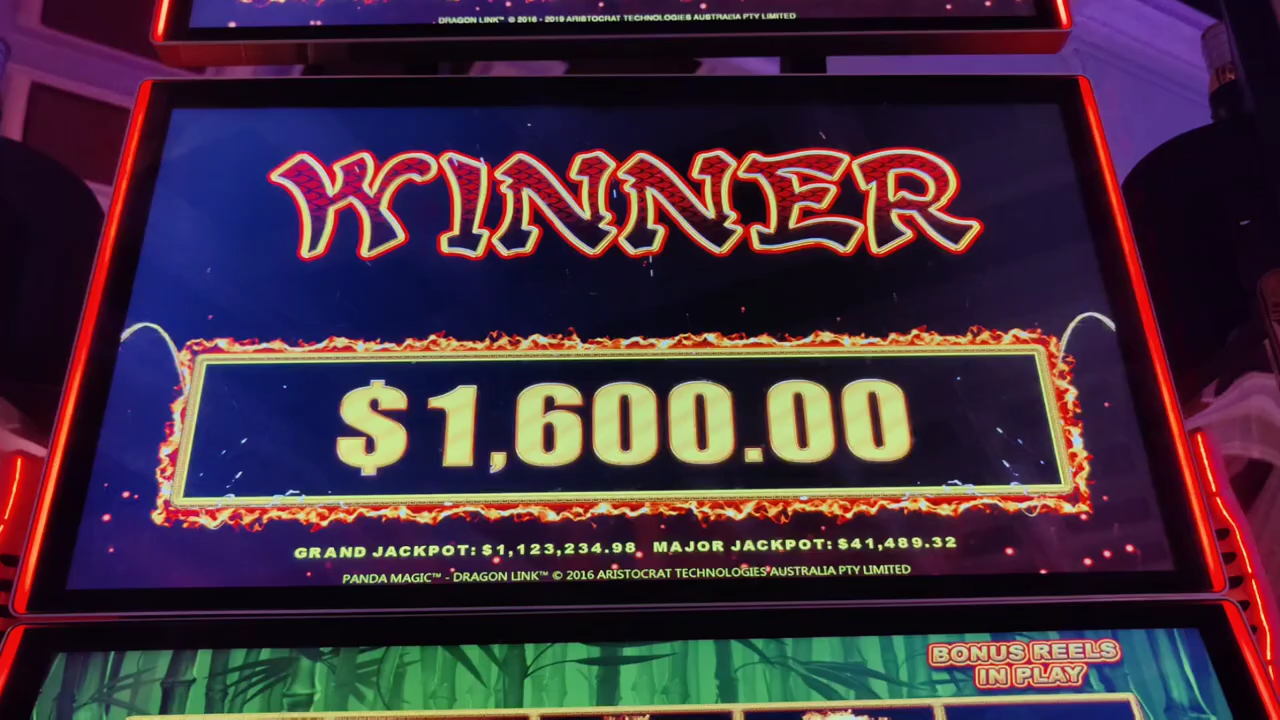 DRAGON LINK™ © 2016 - 2019 ARISTOCRAT TECHNOLOGIES AUSTRALIA PTY LIMITED
WINNER
$1,600.00
GRAND JACKPOT: $1,123,234.98 MAJOR JACKPOT: $41,489.32
PANDA MAGIC™ - DRAGON LINK™ © 2016 ARISTOCRAT TECHNOLOGIES AUSTRALIA PTY LIMITED
BONUS REELS
IN PLAY